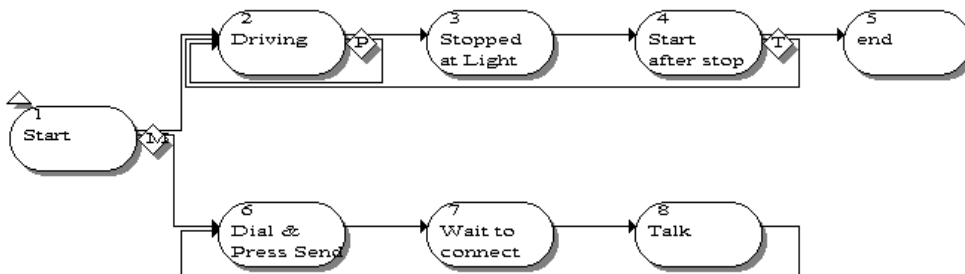 2
Driving
P
3
Stopped
at Light
4
Start
after stop
T
5
end
1
Start
M
6
Dial &
Press Send
7
Wait to
connect
8
Talk